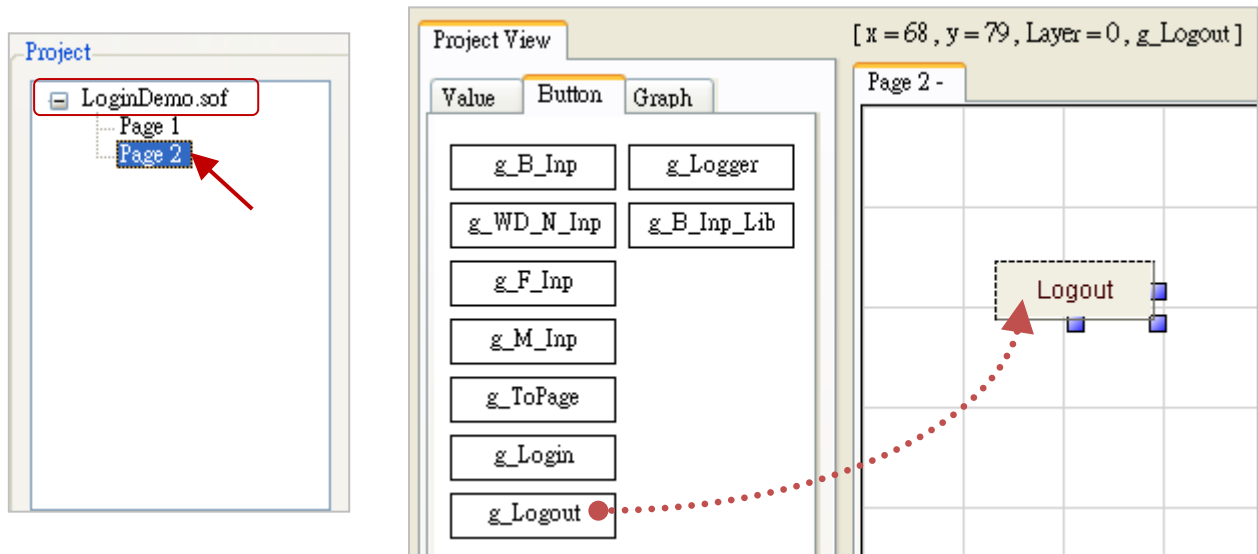 Project
LoginDemo.sof
Page 1
Page 2
Project View
Value Button Graph
g_B_Inp g_Logger
g_WD_N_Inp g_B_Inp_Lib
g_F_Inp
g_M_Inp
g_ToPage
g_Login
g_Logout
[ x = 68 , y = 79 , Layer = 0 , g_Logout ]
Page 2 -
Logout